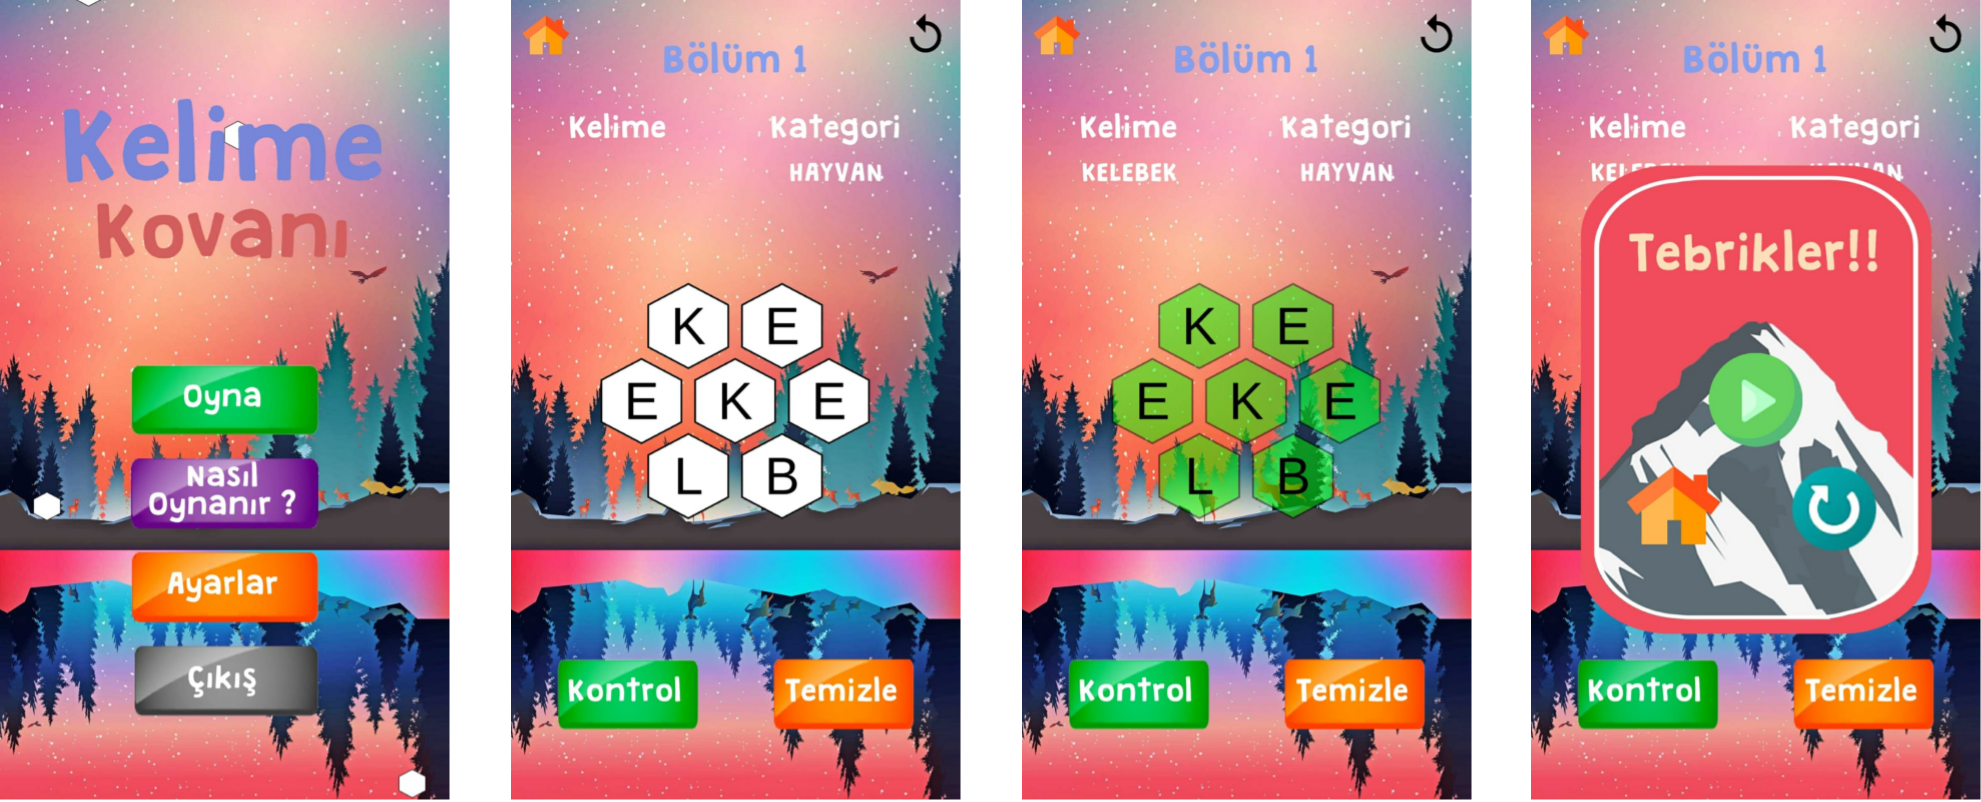 Kelime
Kovanı
Oyna
Nasıl
Oynanır ?
Ayarlar
Çıkış
Bölüm 1
Kelime Kategori
HAYVAN
K E
E K E
L B
Kontrol Temizle
Bölüm 1
Kelime Kategori
KELEBEK HAYVAN
K E
E K E
L B
Kontrol Temizle
Bölüm 1
Kelime Kategori
Tebrikler!!
Kontrol Temizle